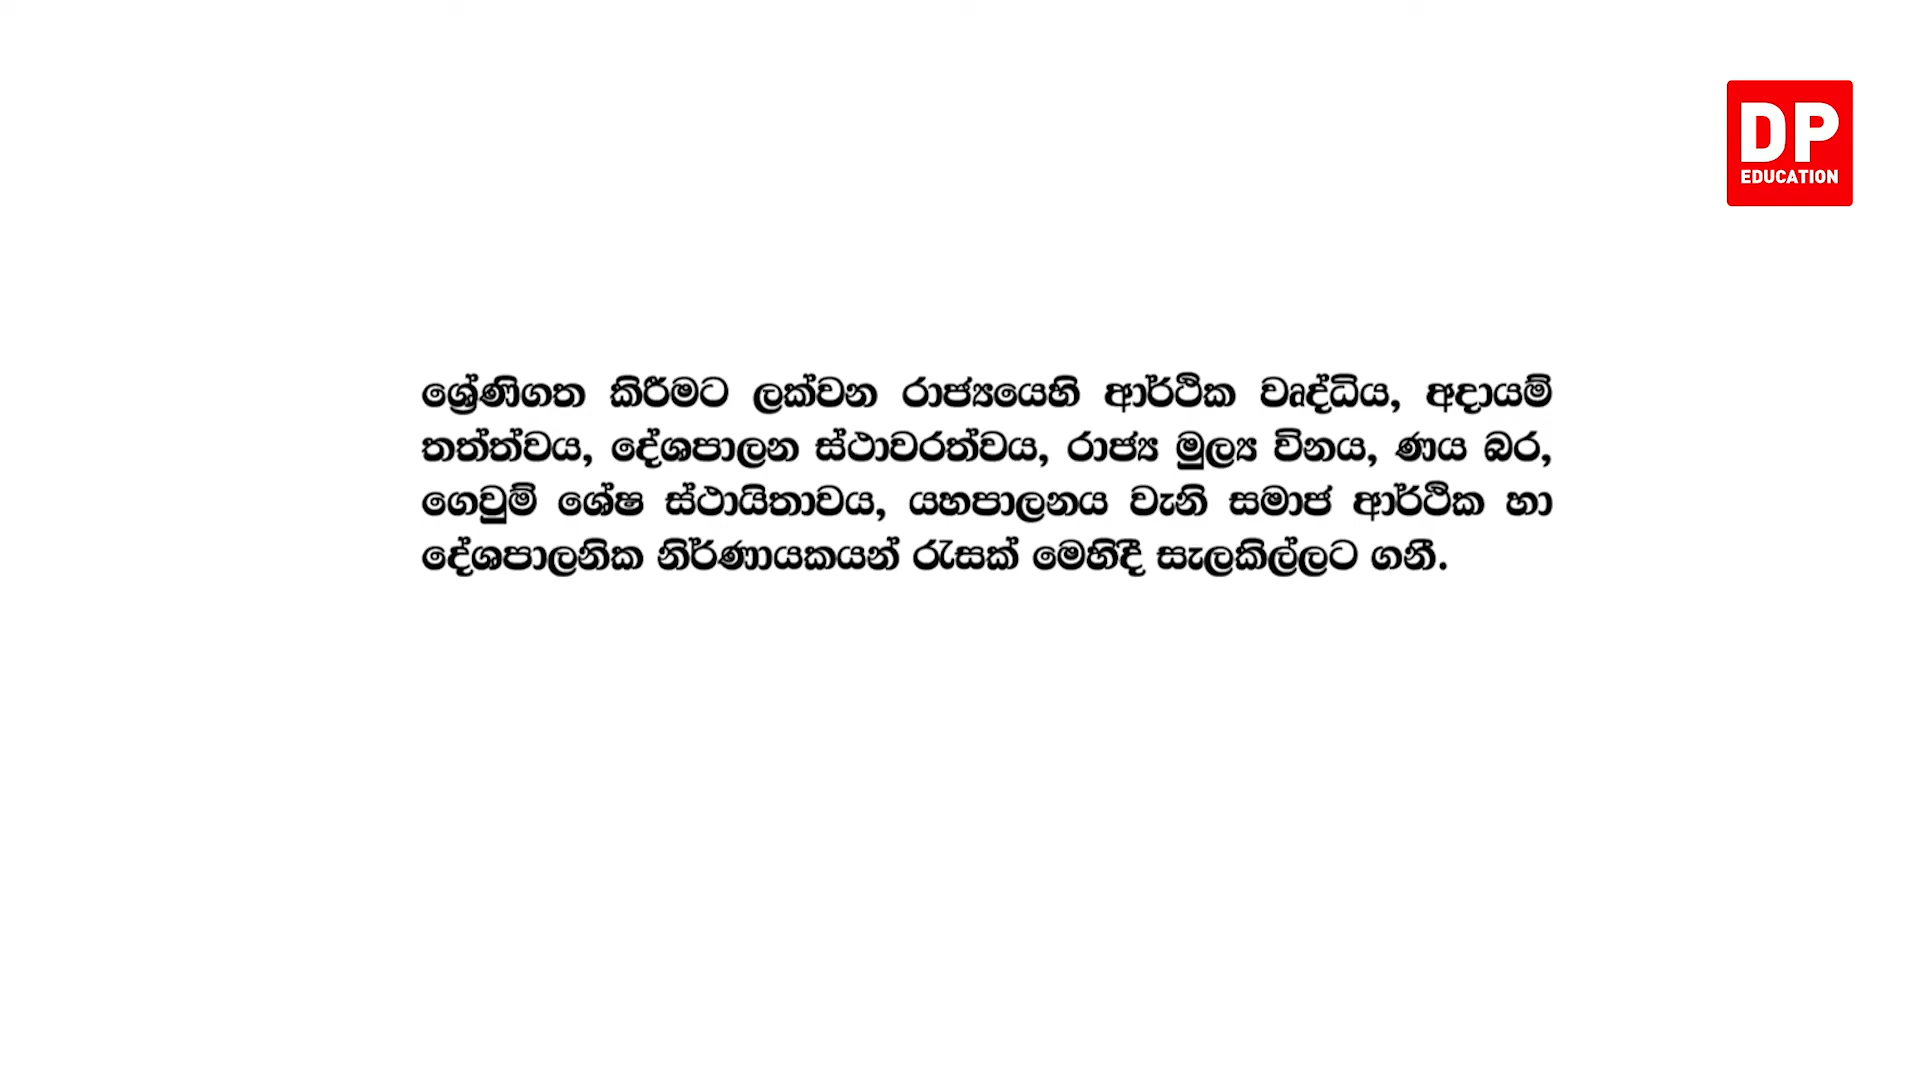 DP
EDUCATION
ශ්‍රේණිගත කිරීමට ලක්වන රාජ්‍යයෙහි ආර්ථික වෘද්ධිය, අදායම්
තත්ත්වය, දේශපාලන ස්ථාවරත්වය, රාජ්‍ය මුල්‍ය විනය, ණය බර,
ගෙවුම් ශේෂ ස්ථායිතාවය, යහපාලනය වැනි සමාජ ආර්ථික හා
දේශපාලනික නිර්ණායකයන් රැසක් මෙහිදී සැලකිල්ලට ගනී.